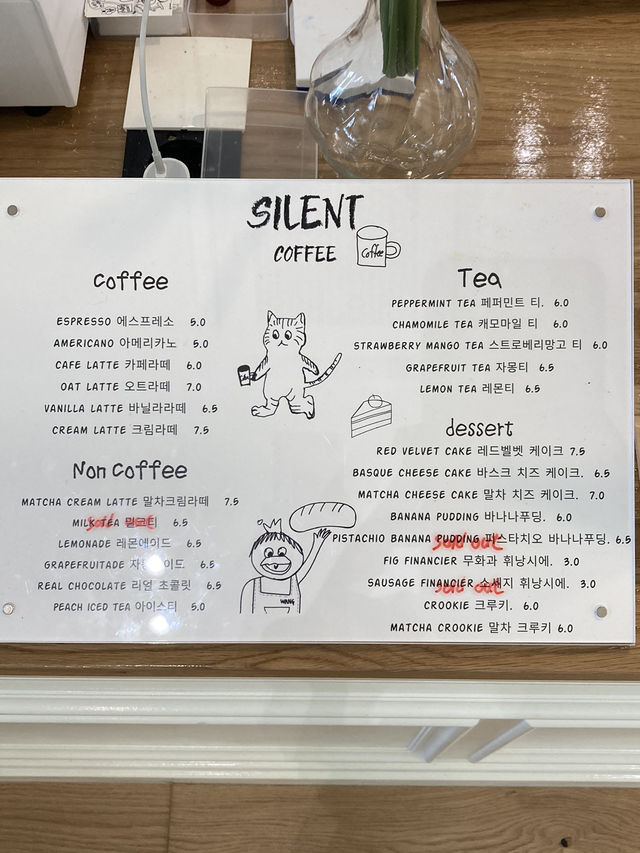 SILENT
COFFEE
Coffee
coffee
ESPRESSO 에스프레소 5.0
AMERICANO 아메리카노 5.0
CAFE LATTE 카페라떼 6.0
OAT LATTE 오트라떼 7.0
VANILLA LATTE 바닐라라떼 6.5
CREAM LATTE 크림라떼 7.5
Non coffee
MATCHA CREAM LATTE 말차크림라떼 7.5
MILK TEA 밀크티 6.5
sold out
LEMONADE 레몬에이드 6.5
GRAPEFRUITADE 자몽에이드 6.5
REAL CHOCOLATE 리얼 초콜릿 6.5
PEACH ICED TEA 아이스티 5.0
WANG
Tea
PEPPERMINT TEA 페퍼민트 티. 6.0
CHAMOMILE TEA 캐모마일 티 6.0
STRAWBERRY MANGO TEA 스트로베리망고 티 6.0
GRAPEFRUIT TEA 자몽티 6.5
LEMON TEA 레몬티 6.5
dessert
RED VELVET CAKE 레드벨벳 케이크 7.5
BASQUE CHEESE CAKE 바스크 치즈 케이크. 6.5
MATCHA CHEESE CAKE 말차 치즈 케이크. 7.0
BANANA PUDDING 바나나푸딩. 6.0
PISTACHIO BANANA PUDDING 피스타치오 바나나푸딩. 6.5
sold out
FIG FINANCIER 무화과 휘낭시에. 3.0
SAUSAGE FINANCIER 소세지 휘낭시에. 3.0
sold out
CROOKIE 크루키. 6.0
MATCHA CROOKIE 말차 크루키 6.0